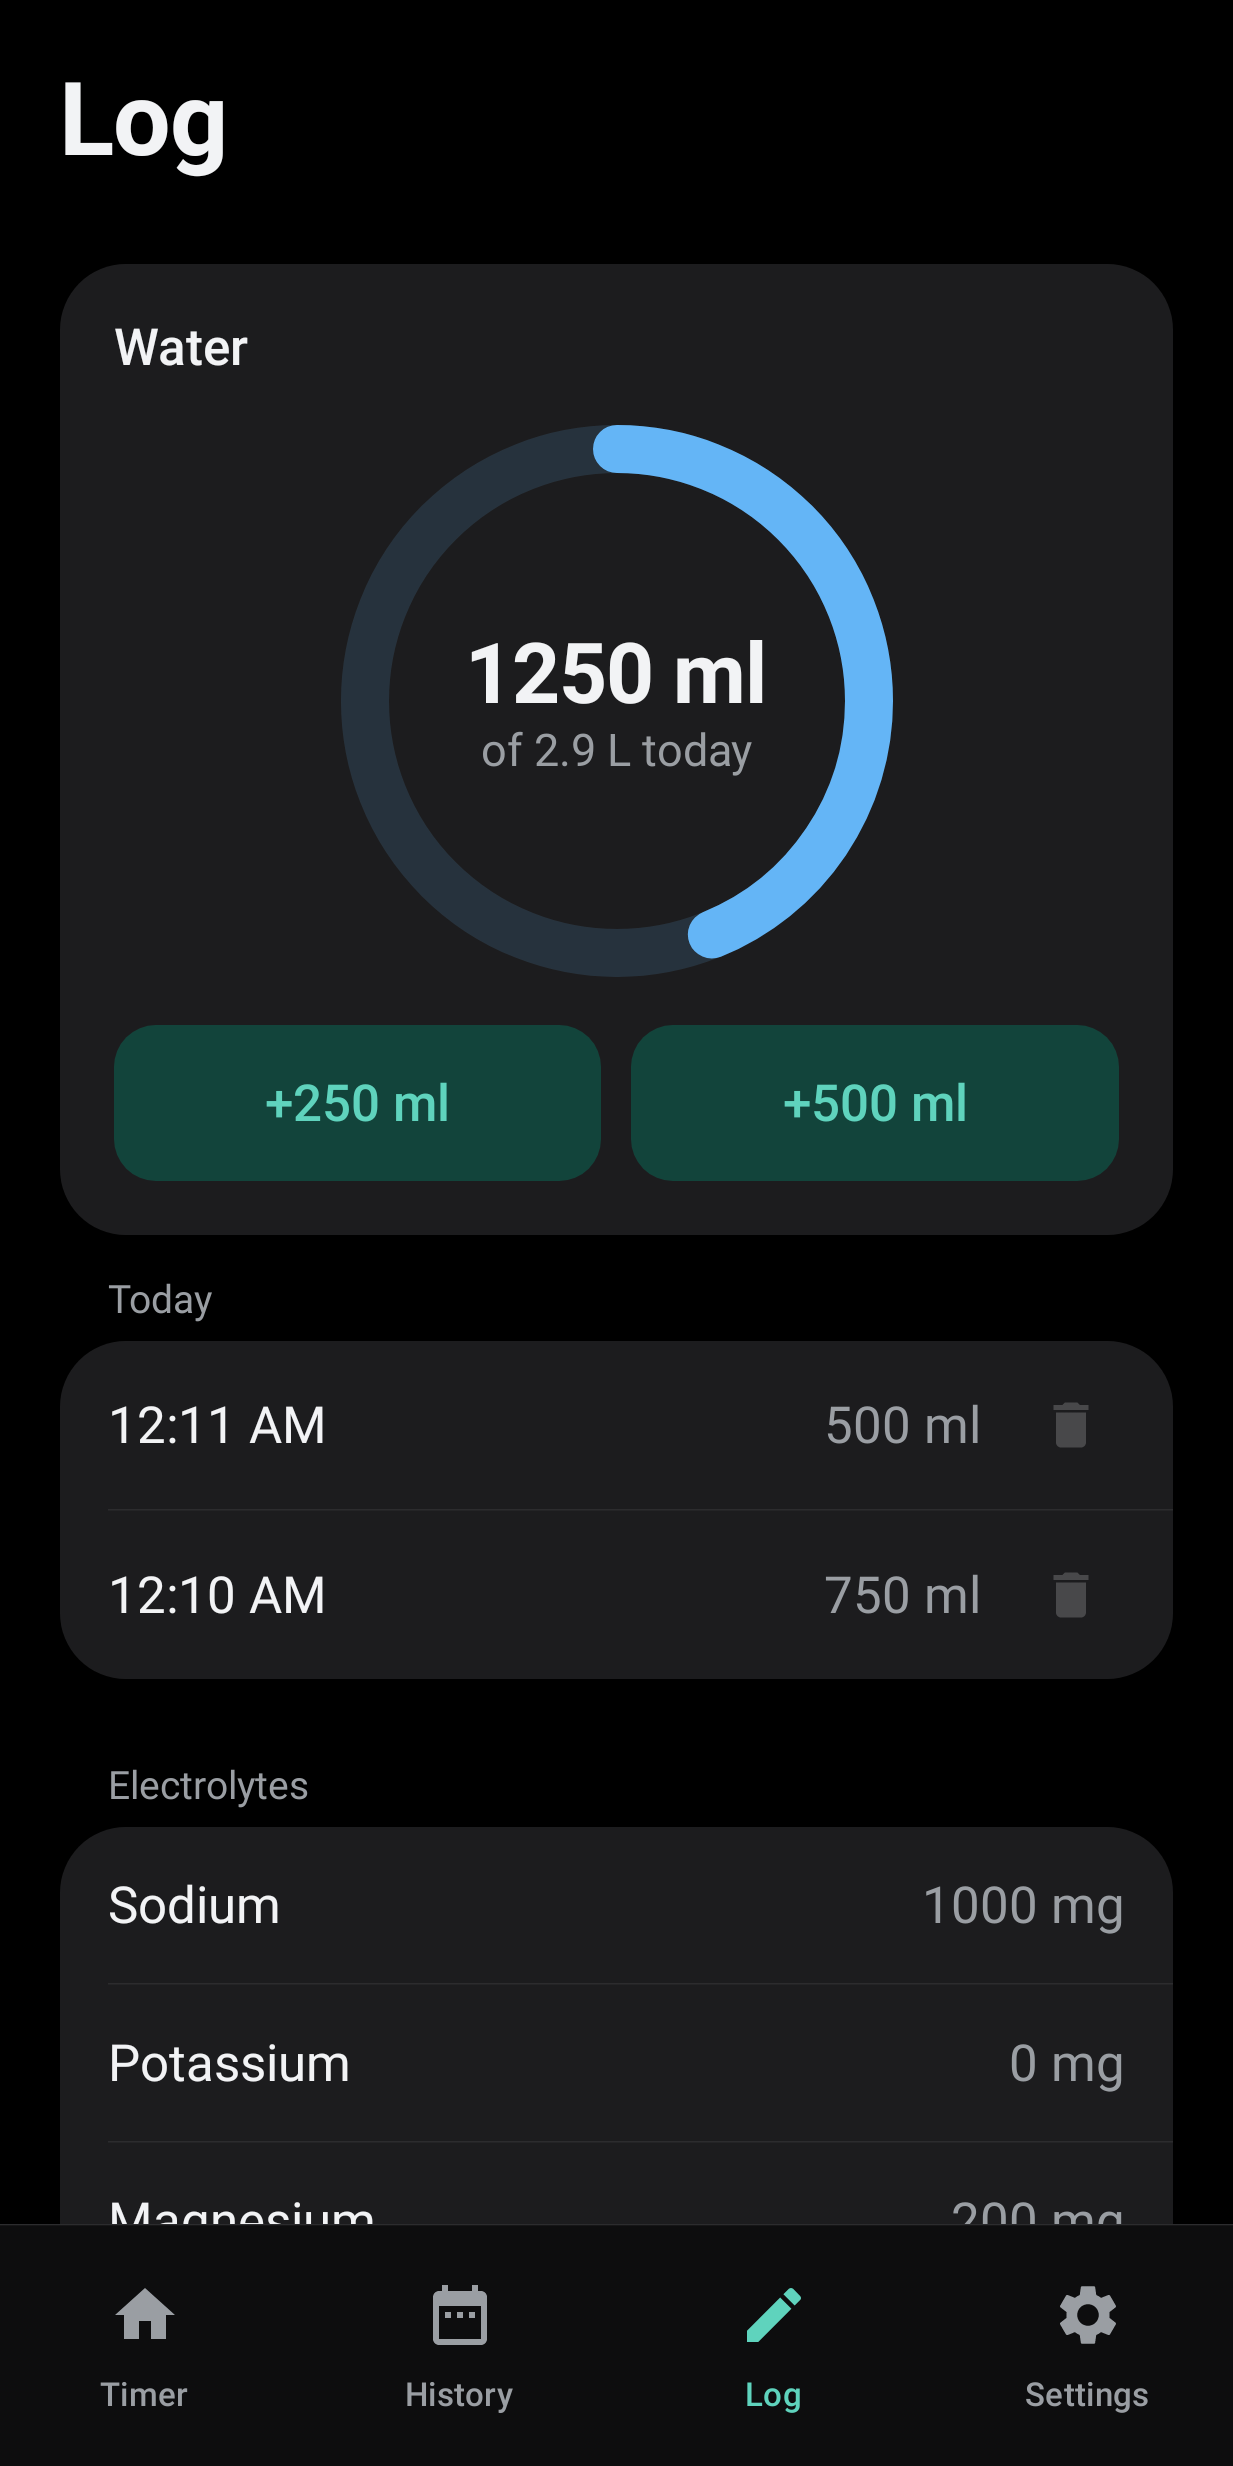 Log
Water
1250 ml
of 2.9 L today
+250 ml
+500 ml
Today
12:11 AM 500 ml
12:10 AM 750 ml
Electrolytes
Sodium 1000 mg
Potassium 0 mg
Magnesium 200 mg
Timer History Log Settings